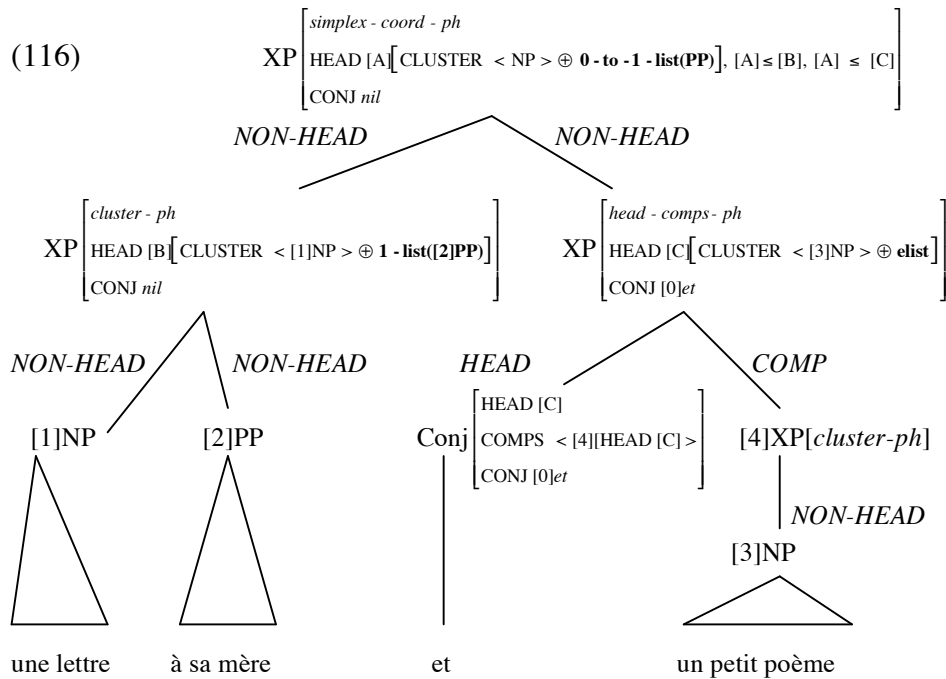 (116)
XP
simplex - coord - ph
HEAD [A][CLUSTER < NP > ⊕ 0 - to -1 - list(PP)], [A] ≤ [B], [A] ≤ [C]
CONJ nil
NON-HEAD NON-HEAD
XP
cluster - ph
HEAD [B][CLUSTER < [1]NP > ⊕ 1 - list([2]PP)]
CONJ nil
XP
head - comps - ph
HEAD [C][CLUSTER < [3]NP > ⊕ elist]
CONJ [0]et
NON-HEAD NON-HEAD HEAD COMP
[1]NP [2]PP
Conj
HEAD [C]
COMPS < [4][HEAD [C] >
CONJ [0]et
[4]XP[cluster-ph]
NON-HEAD
[3]NP
une lettre à sa mère et un petit poème